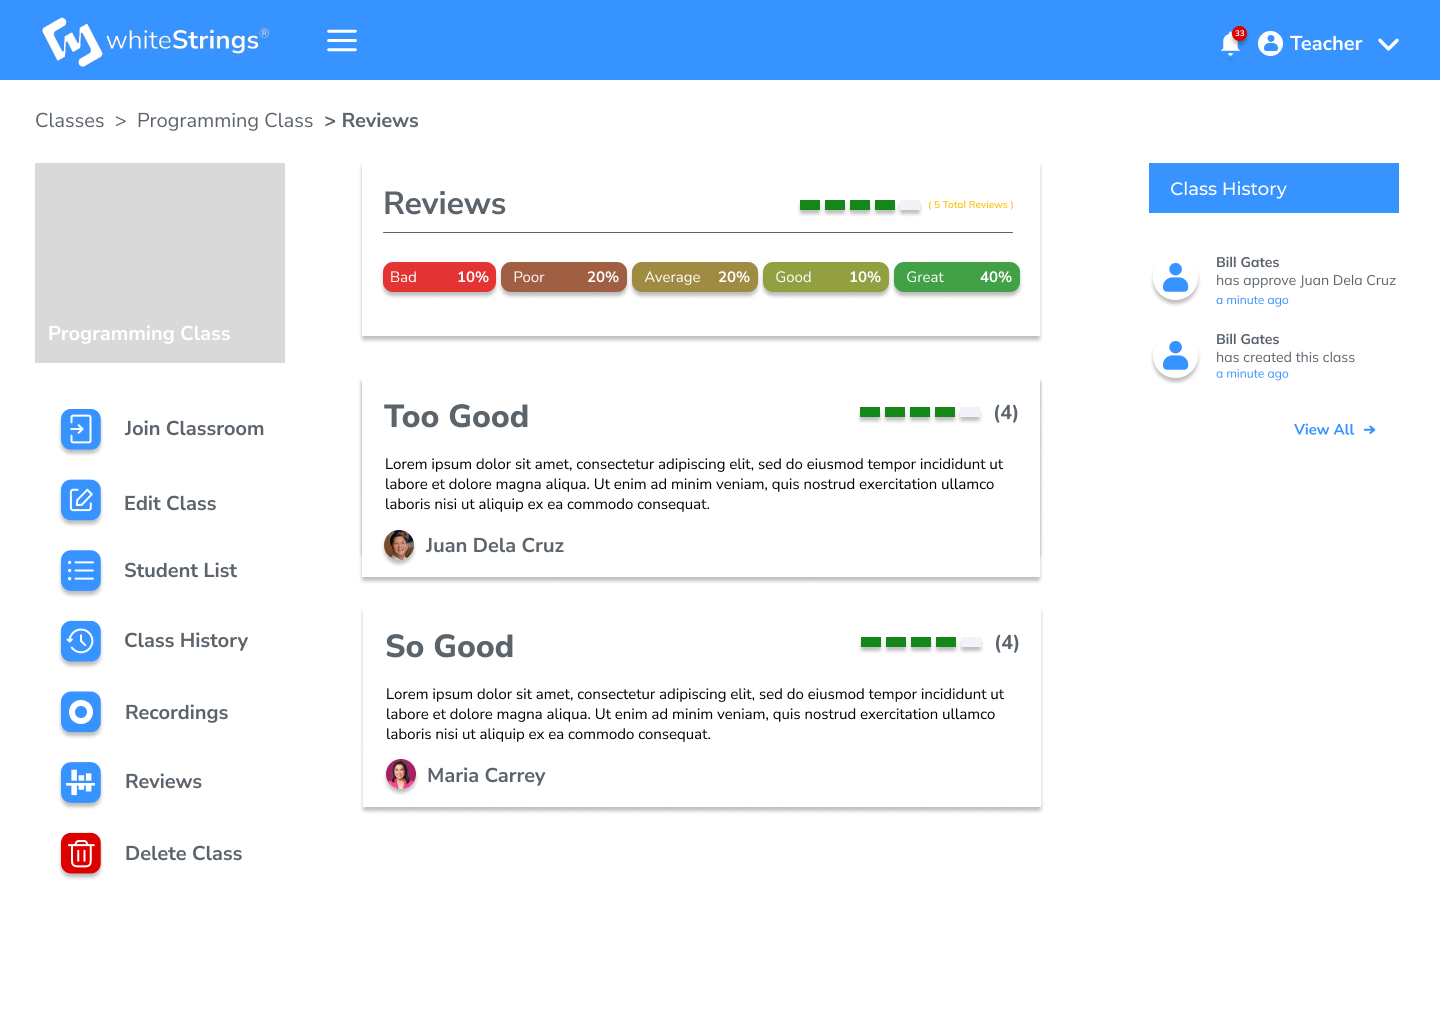 whiteStrings®
33
Teacher
Classes > Programming Class > Reviews
Programming Class
Join Classroom
Edit Class
Student List
Class History
Recordings
Reviews
Delete Class
Reviews
( 5 Total Reviews )
Bad 10%
Poor 20%
Average 20%
Good 10%
Great 40%
Too Good
(4)
Lorem ipsum dolor sit amet, consectetur adipiscing elit, sed do eiusmod tempor incididunt ut
labore et dolore magna aliqua. Ut enim ad minim veniam, quis nostrud exercitation ullamco
laboris nisi ut aliquip ex ea commodo consequat.
Juan Dela Cruz
So Good
(4)
Lorem ipsum dolor sit amet, consectetur adipiscing elit, sed do eiusmod tempor incididunt ut
labore et dolore magna aliqua. Ut enim ad minim veniam, quis nostrud exercitation ullamco
laboris nisi ut aliquip ex ea commodo consequat.
Maria Carrey
Class History
Bill Gates
has approve Juan Dela Cruz
a minute ago
Bill Gates
has created this class
a minute ago
View All →